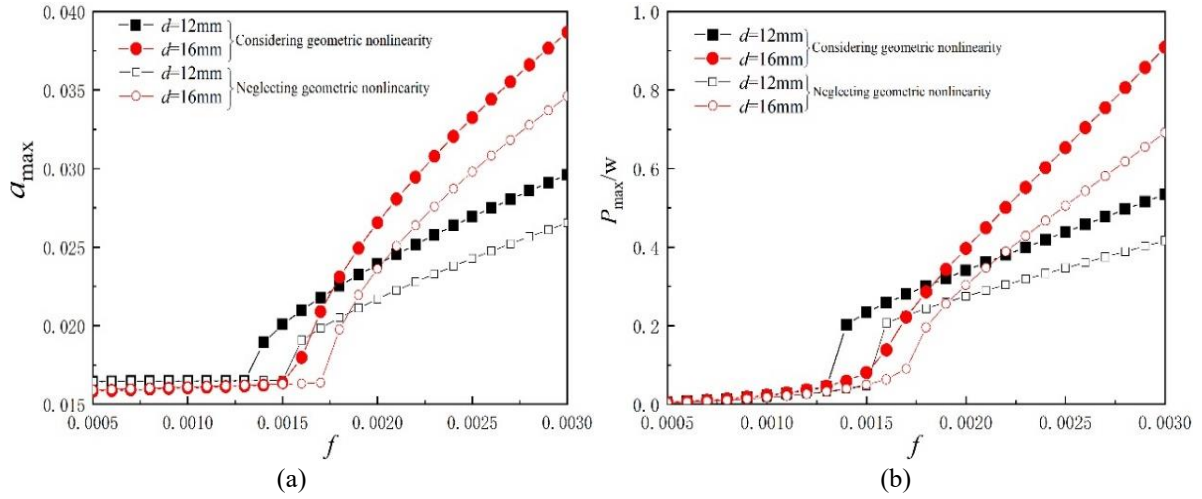 0.040
0.035
0.030
0.025
0.020
0.015
a max
d=12mm
d=16mm
Considering geometric nonlinearity
d=12mm
d=16mm
Neglecting geometric nonlinearity
0.0005 0.0010 0.0015 0.0020 0.0025 0.0030
f
(a)
1.0
0.8
0.6
0.4
0.2
0.0
P max/w
d=12mm
d=16mm
Considering geometric nonlinearity
d=12mm
d=16mm
Neglecting geometric nonlinearity
0.0005 0.0010 0.0015 0.0020 0.0025 0.0030
f
(b)